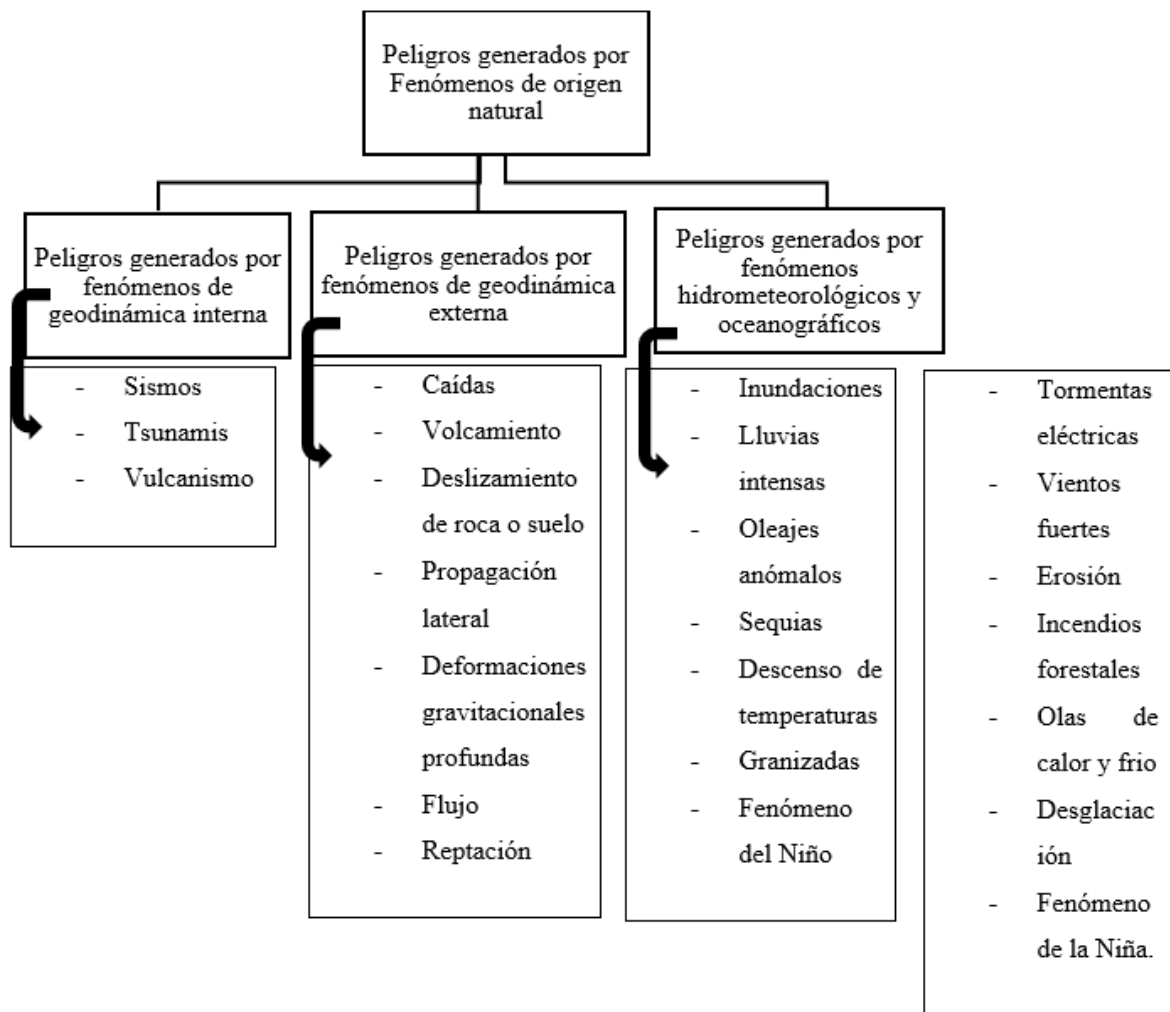 Peligros generados por
Fenómenos de origen
natural
Peligros generados por
fenómenos de
geodinámica interna
- Sismos
- Tsunamis
- Vulcanismo
Peligros generados por
fenómenos de geodinámica
externa
- Caídas
- Volcamiento
- Deslizamiento
de roca o suelo
- Propagación
lateral
- Deformaciones
gravitacionales
profundas
- Flujo
- Reptación
Peligros generados por
fenómenos
hidrometeorológicos y
oceanográficos
- Inundaciones
- Lluvias
intensas
- Oleajes
anómalos
- Sequias
- Descenso de
temperaturas
- Granizadas
- Fenómeno
del Niño
- Tormentas
eléctricas
- Vientos
fuertes
- Erosión
- Incendios
forestales
- Olas de
calor y frio
- Desglaciac
ión
- Fenómeno
de la Niña.